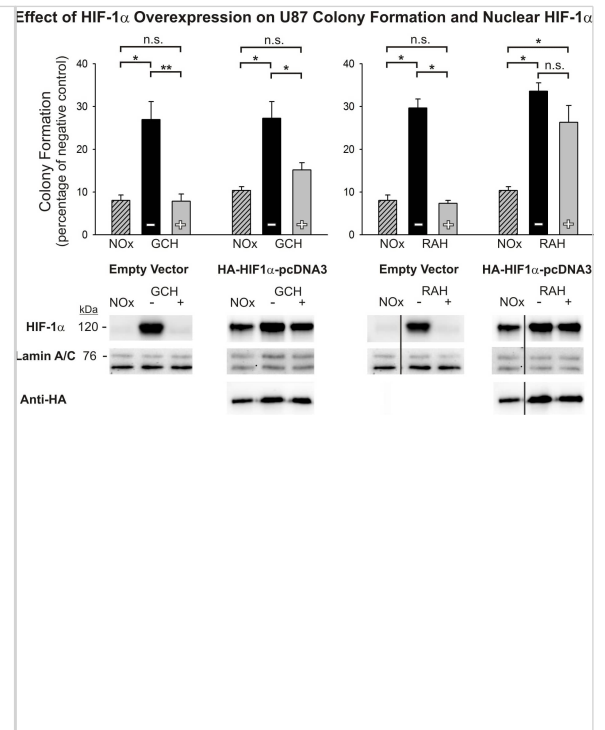 Effect of HIF-1α Overexpression on U87 Colony Formation and Nuclear HIF-1α
n.s. n.s. n.s. *
* ** * * * * * n.s.
Colony Formation
(percentage of negative control)
40 40
30 30
20 20
10 10
0 0
− + − + − + − +
NOx GCH NOx GCH NOx RAH NOx RAH
Empty Vector HA-HIF1α-pcDNA3 Empty Vector HA-HIF1α-pcDNA3
GCH GCH RAH RAH
kDa NOx - + NOx - + NOx - + NOx - +
HIF-1α 120 -
Lamin A/C 76 -
Anti-HA